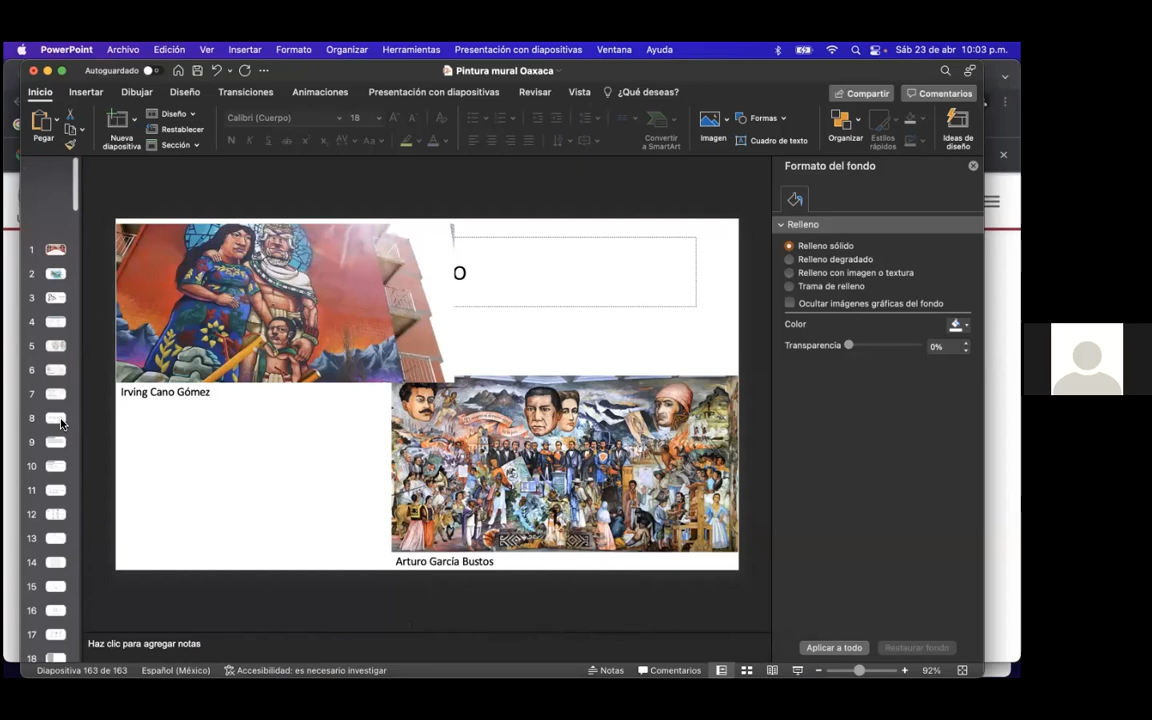 PowerPoint Archivo Edición Ver Insertar Formato Organizar Herramientas Presentación con diapositivas Ventana Ayuda Sáb 23 de abr 10:03 p.m.
Autoguardado Pintura mural Oaxaca
Inicio Insertar Dibujar Diseño Transiciones Animaciones Presentación con diapositivas Revisar Vista ¿Qué deseas? Compartir Comentarios
Pegar Nueva diapositiva Diseño Restablecer Sección Calibri (Cuerpo) 18 Convertir a SmartArt Imagen Formas Cuadro de texto Organizar Estilos rápidos Ideas de diseño
Formato del fondo
Relleno
Relleno sólido
Relleno degradado
Relleno con imagen o textura
Trama de relleno
Ocultar imágenes gráficas del fondo
Color
Transparencia 0%
1
2
3
4
5
6
7
8
9
10
11
12
13
14
15
16
17
18
o
Irving Cano Gómez
Arturo García Bustos
Haz clic para agregar notas
Aplicar a todo Restaurar fondo
Diapositiva 163 de 163 Español (México) Accesibilidad: es necesario investigar Notas Comentarios 92%